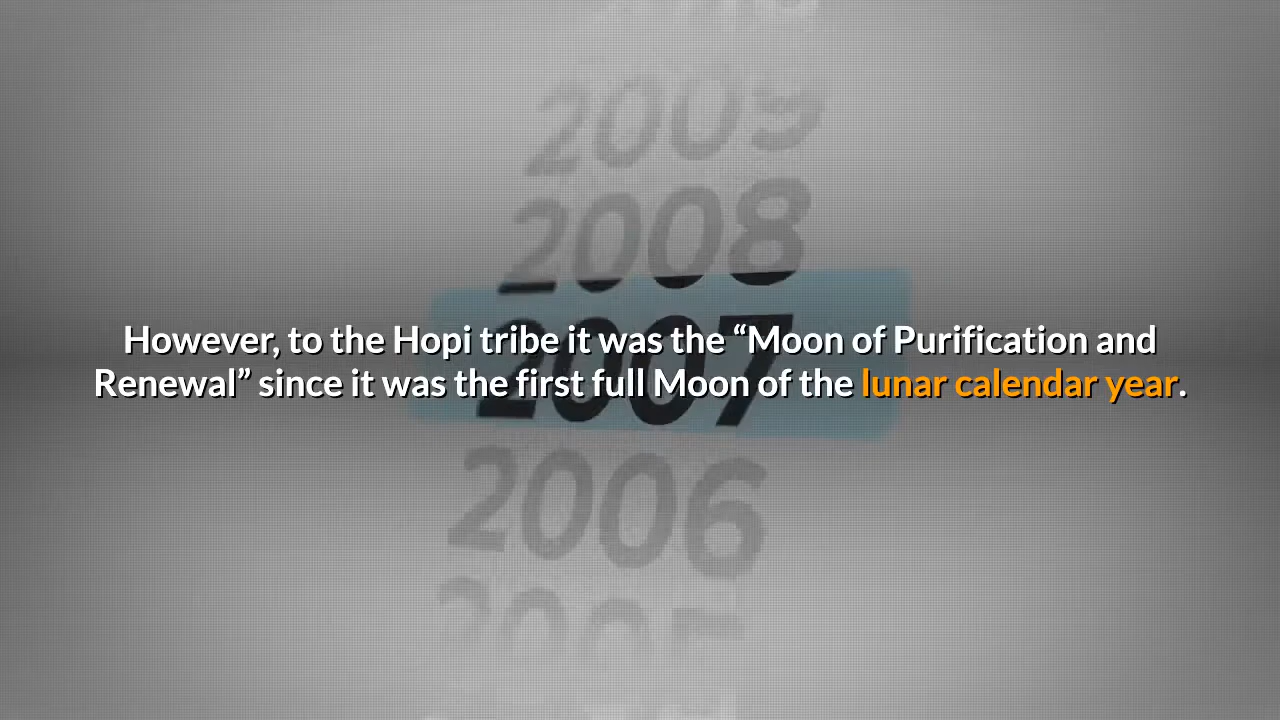 2009
2008
2007
However, to the Hopi tribe it was the “Moon of Purification and
Renewal” since it was the first full Moon of the lunar calendar year.
2006